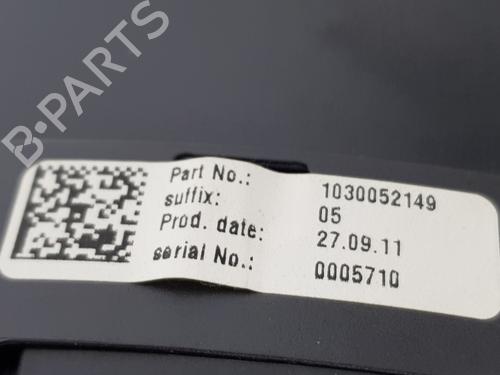 B-PARTS
Part No.: 1030052149
suffix: 05
Prod. date: 27.09.11
serial No.: 0005710